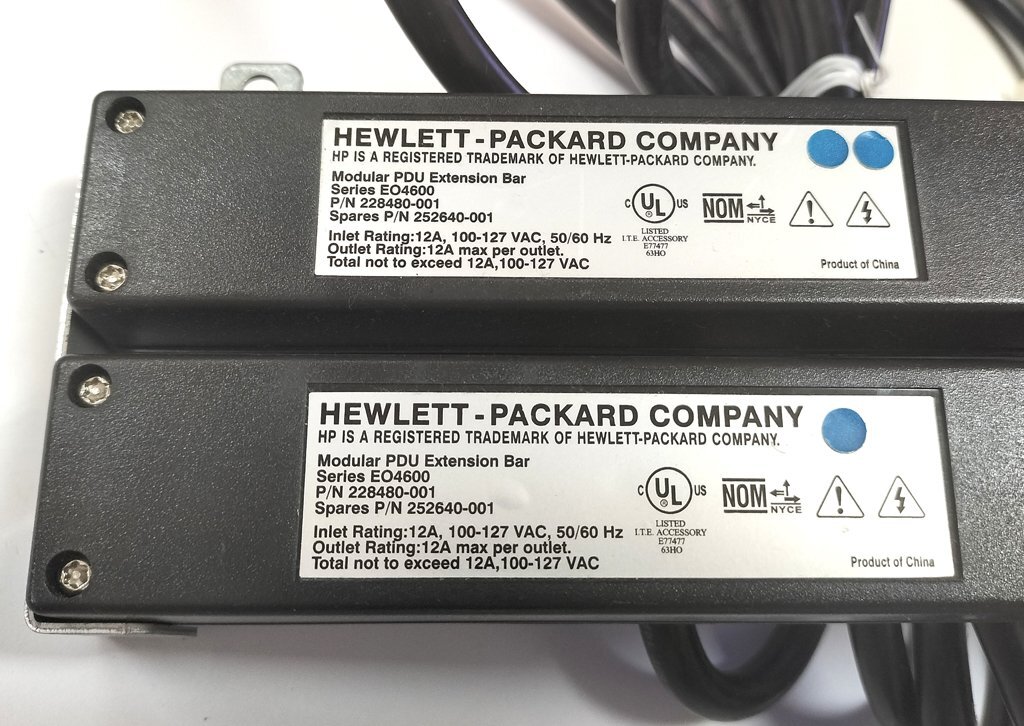 HEWLETT-PACKARD COMPANY
HP IS A REGISTERED TRADEMARK OF HEWLETT-PACKARD COMPANY.
Modular PDU Extension Bar
Series EO4600
P/N 228480-001
Spares P/N 252640-001
Inlet Rating:12A, 100-127 VAC, 50/60 Hz
Outlet Rating:12A max per outlet.
Total not to exceed 12A,100-127 VAC
C UL US
LISTED
I.T.E. ACCESSORY
E77477
63HO
NOM
NYCE
Product of China
HEWLETT-PACKARD COMPANY
HP IS A REGISTERED TRADEMARK OF HEWLETT-PACKARD COMPANY.
Modular PDU Extension Bar
Series EO4600
P/N 228480-001
Spares P/N 252640-001
Inlet Rating:12A, 100-127 VAC, 50/60 Hz
Outlet Rating:12A max per outlet.
Total not to exceed 12A,100-127 VAC
C UL US
LISTED
I.T.E. ACCESSORY
E77477
63HO
NOM
NYCE
Product of China